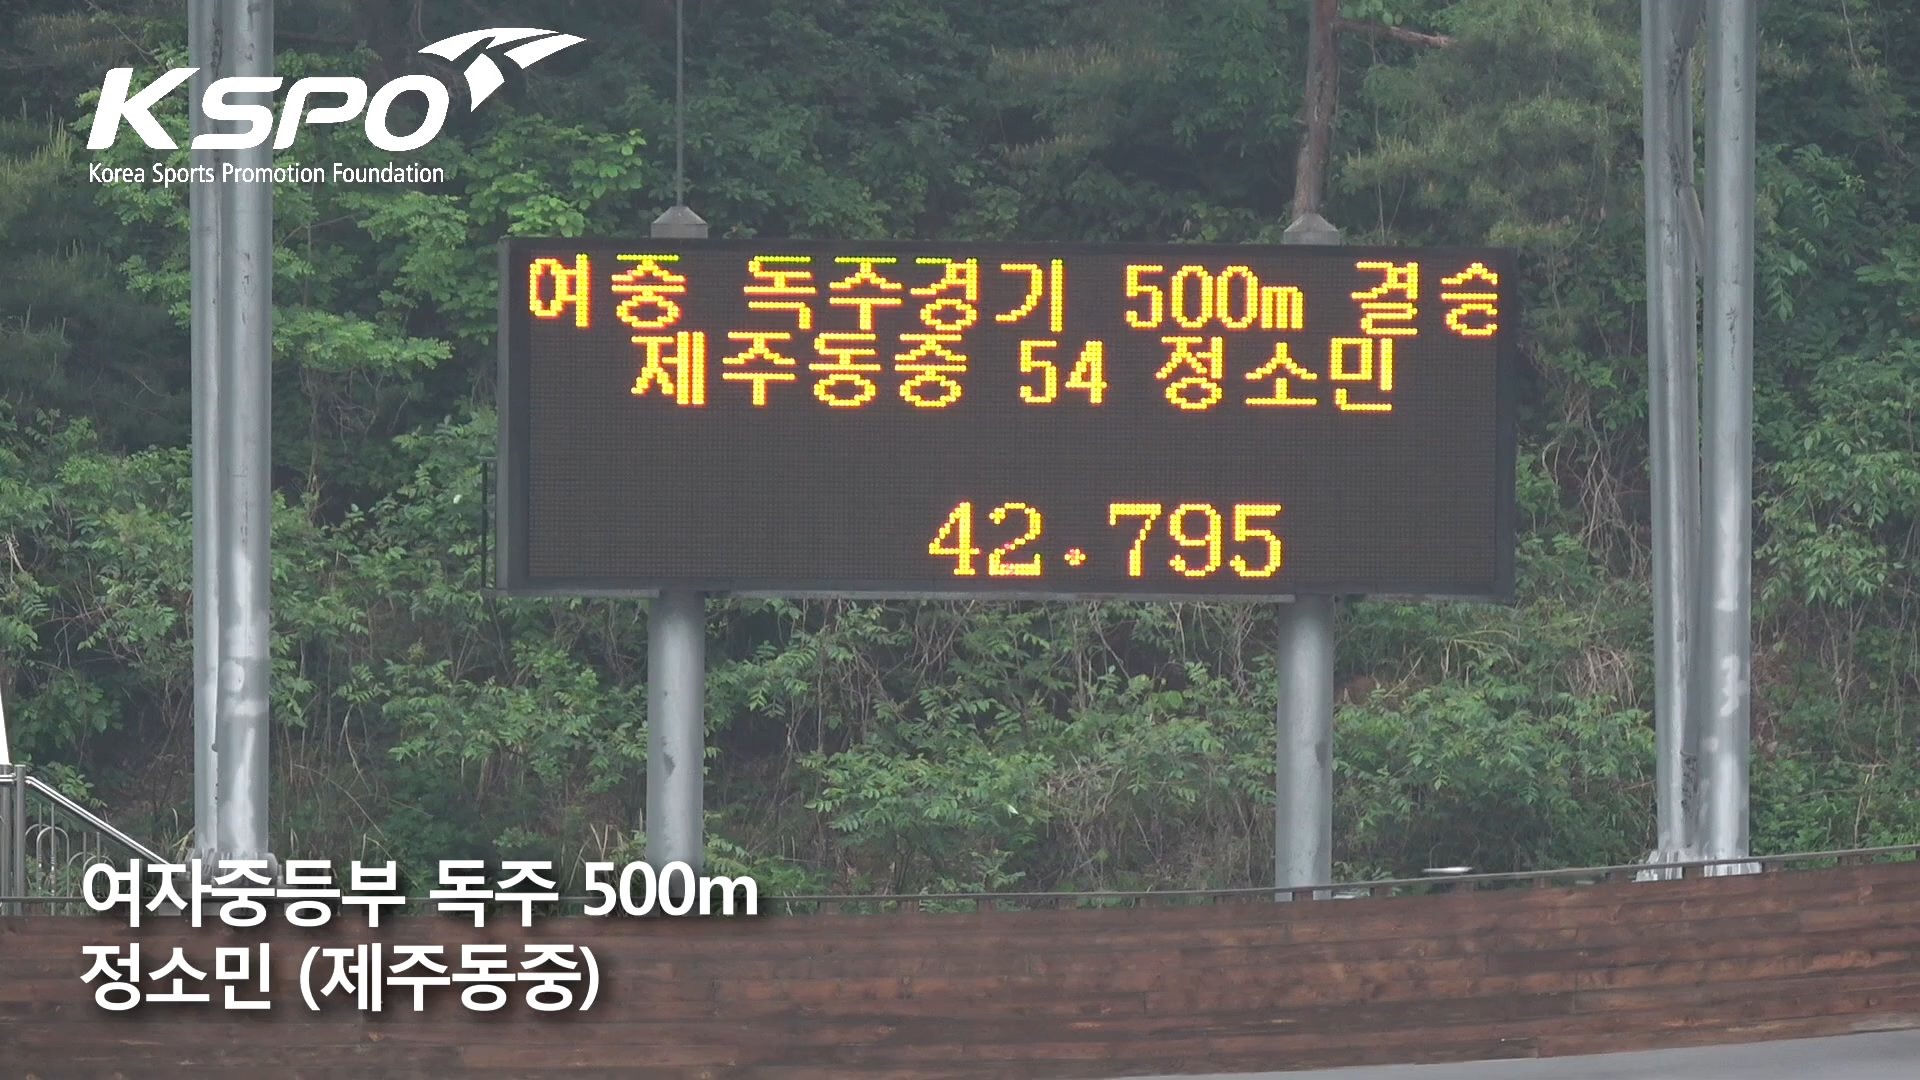 KSPO
Korea Sports Promotion Foundation
여중 독주경기 500m 결승
제주동중 54 정소민
42.795
여자중등부 독주 500m
정소민 (제주동중)